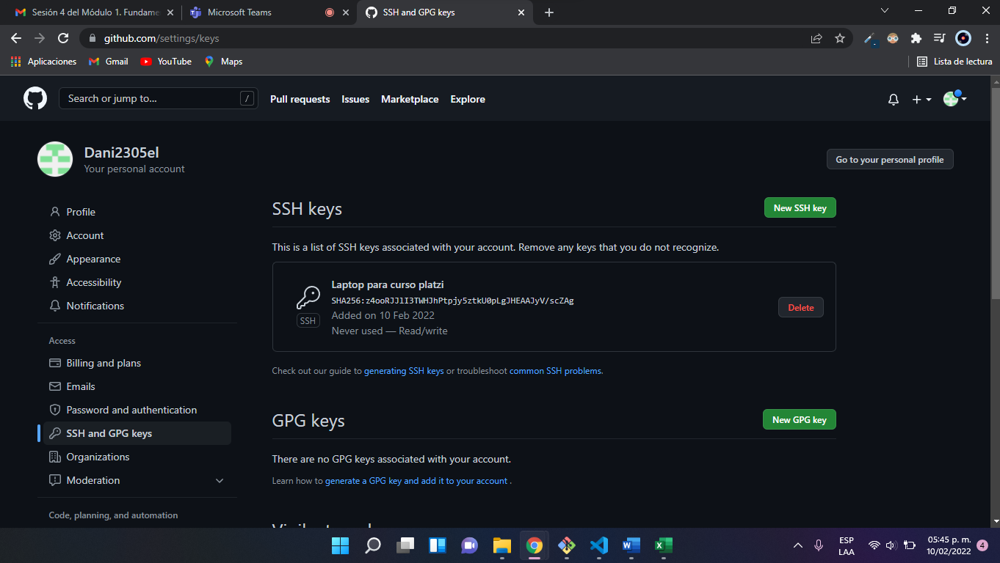 Sesión 4 del Módulo 1. Fundame
Microsoft Teams
SSH and GPG keys
github.com/settings/keys
Aplicaciones
Gmail
YouTube
Maps
Lista de lectura
Search or jump to...
/
Pull requests
Issues
Marketplace
Explore
Dani2305el
Your personal account
Go to your personal profile
Profile
Account
Appearance
Accessibility
Notifications
Access
Billing and plans
Emails
Password and authentication
SSH and GPG keys
Organizations
Moderation
Code, planning, and automation
SSH keys
New SSH key
This is a list of SSH keys associated with your account. Remove any keys that you do not recognize.
Laptop para curso platzi
SHA256:z4ooRJJlI3TWHJhPtpjy5ztkU0pLgJHEAAJyV/scZAg
SSH
Added on 10 Feb 2022
Never used — Read/write
Delete
Check out our guide to generating SSH keys or troubleshoot common SSH problems.
GPG keys
New GPG key
There are no GPG keys associated with your account.
Learn how to generate a GPG key and add it to your account .
ESP
LAA
05:45 p. m.
10/02/2022
4